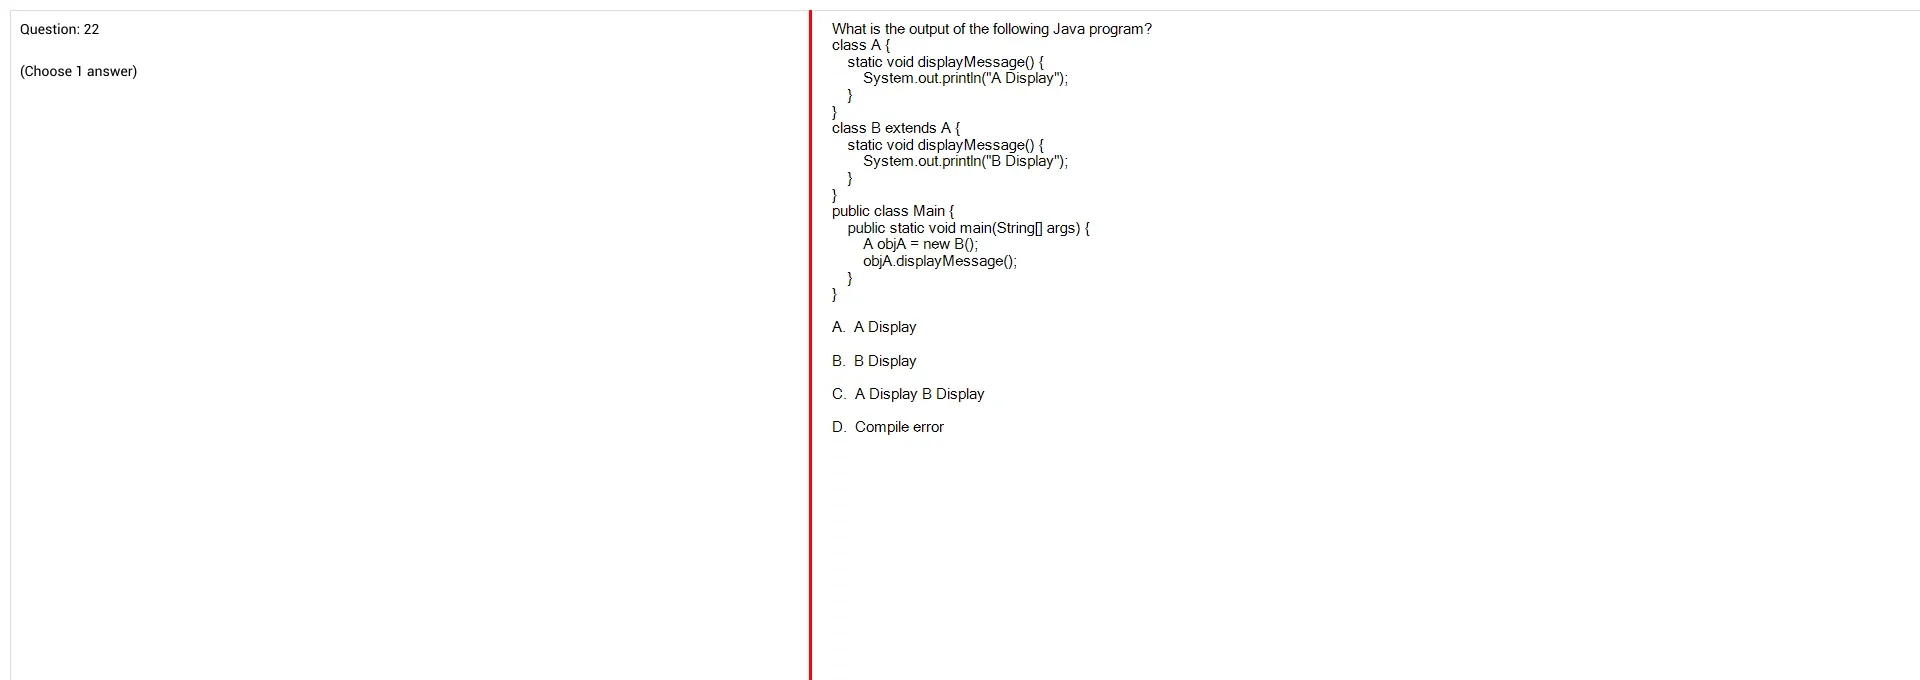 Question: 22
(Choose 1 answer)
What is the output of the following Java program?
class A {
static void displayMessage() {
System.out.println("A Display");
}
}
class B extends A {
static void displayMessage() {
System.out.println("B Display");
}
}
public class Main {
public static void main(String[] args) {
A objA = new B();
objA.displayMessage();
}
}
A. A Display
B. B Display
C. A Display B Display
D. Compile error